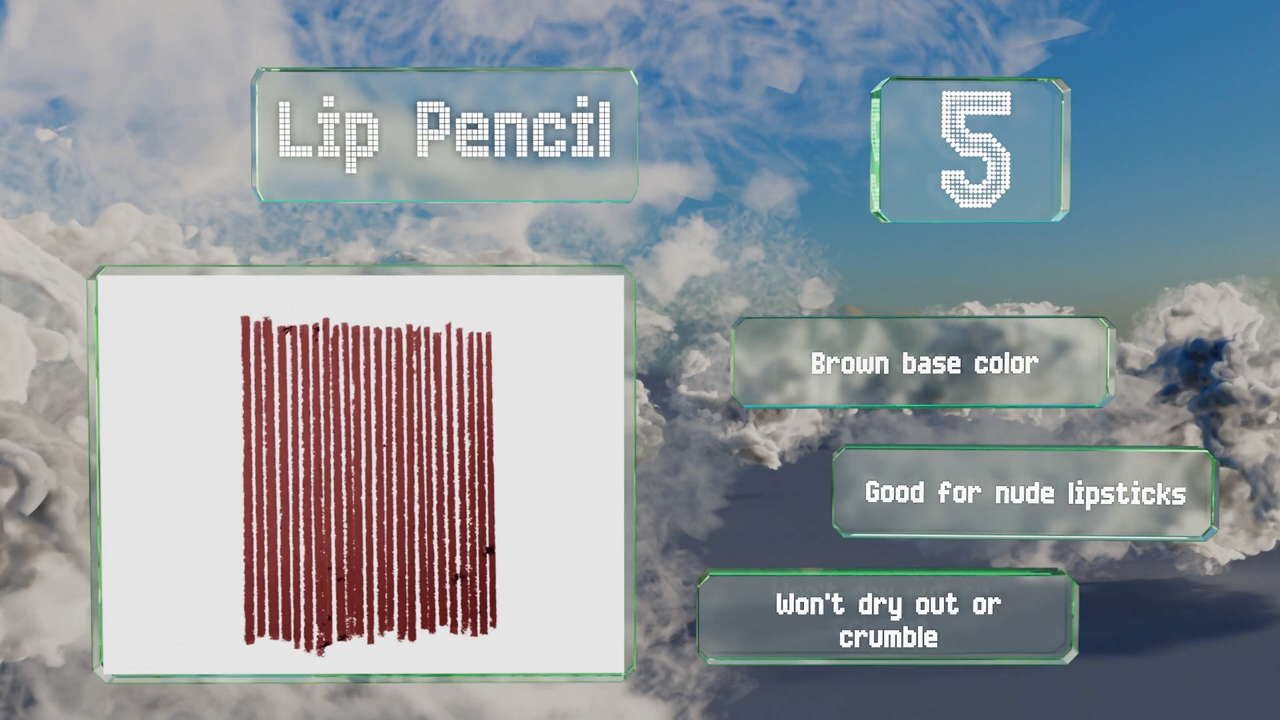 Lip Pencil
5
Brown base color
Good for nude lipsticks
Won't dry out or
crumble